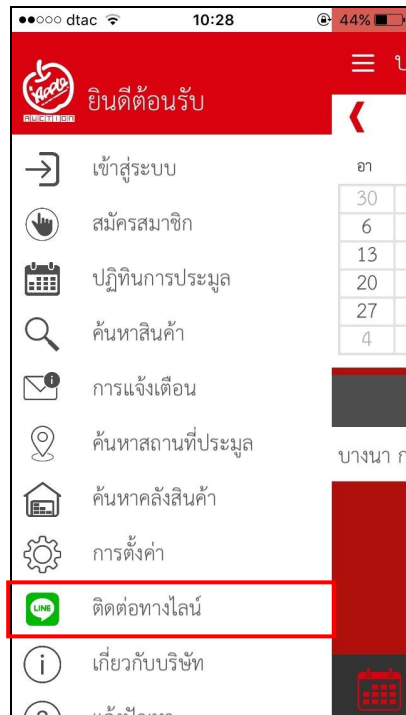 dtac 10:28 44%
Apple
AUCTION
ยินดีต้อนรับ
เข้าสู่ระบบ
สมัครสมาชิก
ปฏิทินการประมูล
ค้นหาสินค้า
การแจ้งเตือน
ค้นหาสถานที่ประมูล
ค้นหาคลังสินค้า
การตั้งค่า
LINE ติดต่อทางไลน์
เกี่ยวกับบริษัท
อา
30
6
13
20
27
4
บางนา ก